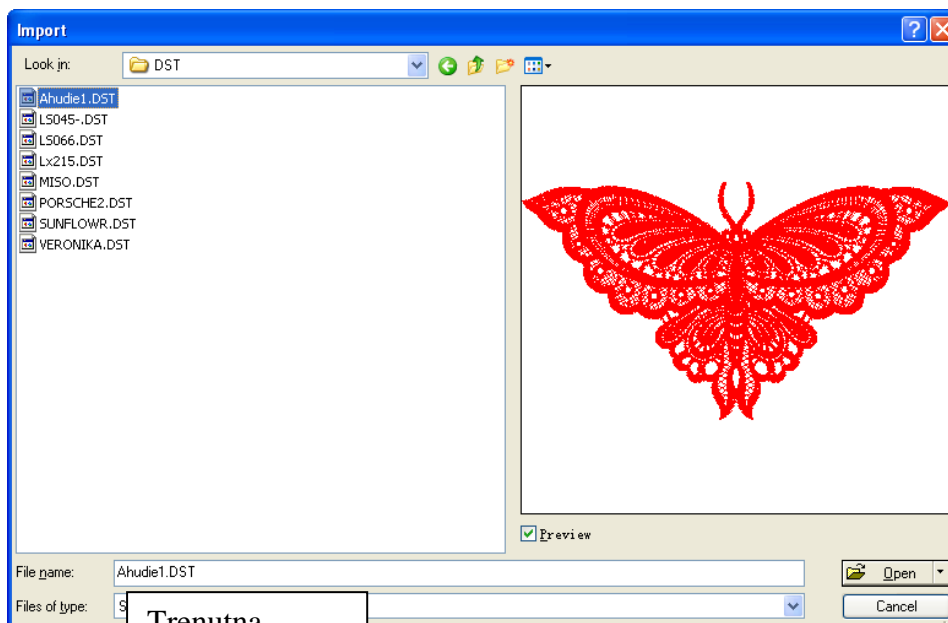 Import
Look in:
DST
Ahudie1.DST
LS045-.DST
LS066.DST
Lx215.DST
MISO.DST
PORSCHE2.DST
SUNFLOWR.DST
VERONIKA.DST
Preview
File name:
Ahudie1.DST
Open
Files of type:
S
Trenutna
Cancel